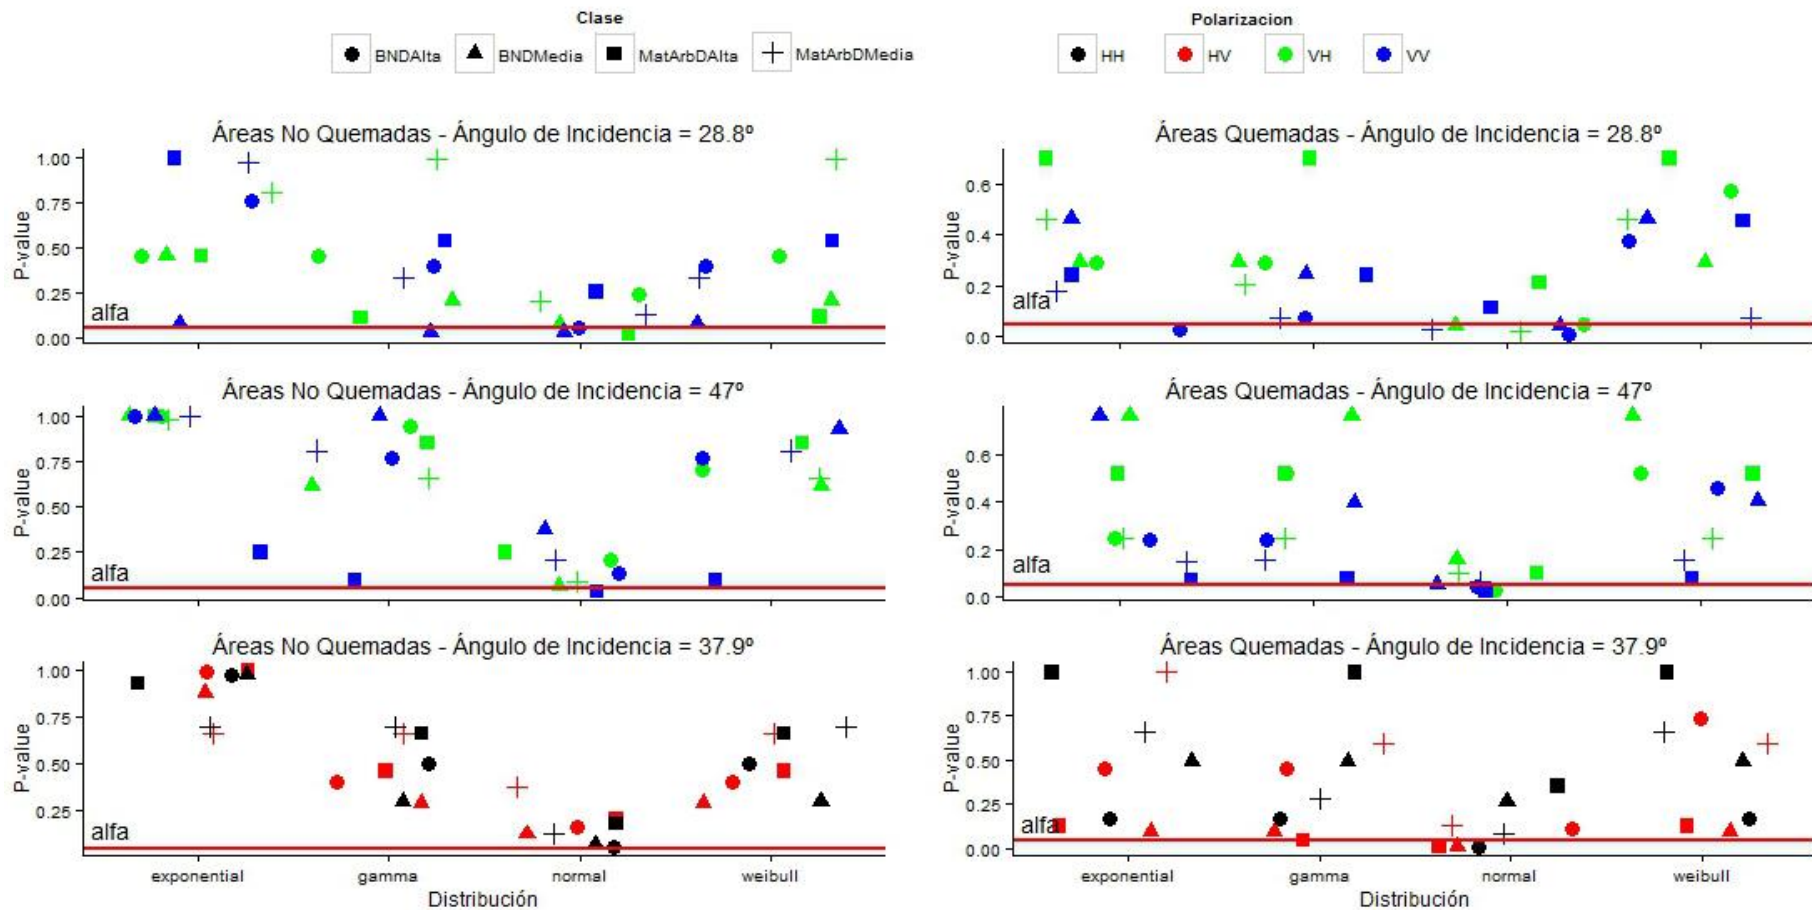 Clase
BNDAlta BNDMedia MatArbDAlta MatArbDMedia
Polarizacion
HH HV VH VV
Áreas No Quemadas - Ángulo de Incidencia = 28.8º
P-value
1.00
0.75
0.50
0.25
0.00
alfa
Áreas Quemadas - Ángulo de Incidencia = 28.8º
P-value
0.6
0.4
0.2
0.0
alfa
Áreas No Quemadas - Ángulo de Incidencia = 47º
P-value
1.00
0.75
0.50
0.25
0.00
alfa
Áreas Quemadas - Ángulo de Incidencia = 47º
P-value
0.6
0.4
0.2
0.0
alfa
Áreas No Quemadas - Ángulo de Incidencia = 37.9º
P-value
1.00
0.75
0.50
0.25
alfa
exponential gamma normal weibull
Distribución
Áreas Quemadas - Ángulo de Incidencia = 37.9º
P-value
1.00
0.75
0.50
0.25
0.00
alfa
exponential gamma normal weibull
Distribución